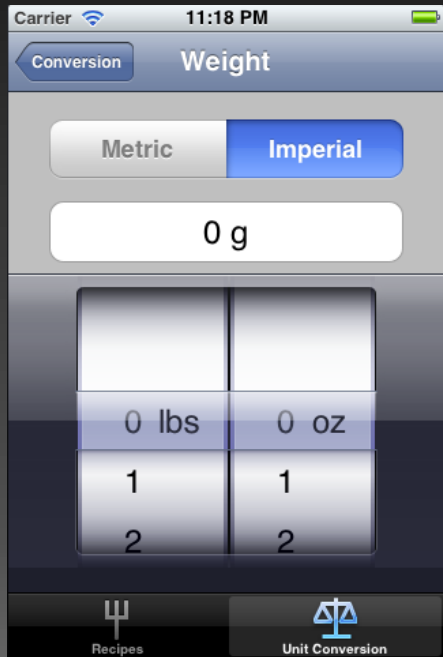 Carrier 11:18 PM
Conversion Weight
Metric Imperial
0 g
0 lbs 0 oz
1 1
2 2
Recipes Unit Conversion